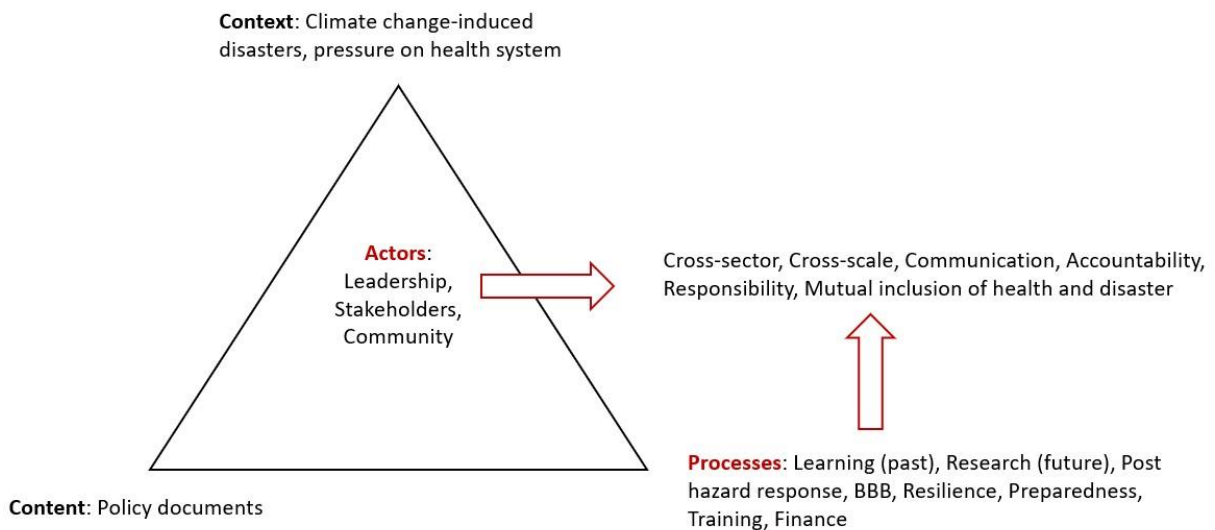 Context: Climate change-induced
disasters, pressure on health system
Actors:
Leadership,
Stakeholders,
Community
Cross-sector, Cross-scale, Communication, Accountability,
Responsibility, Mutual inclusion of health and disaster
Processes: Learning (past), Research (future), Post
hazard response, BBB, Resilience, Preparedness,
Training, Finance
Content: Policy documents